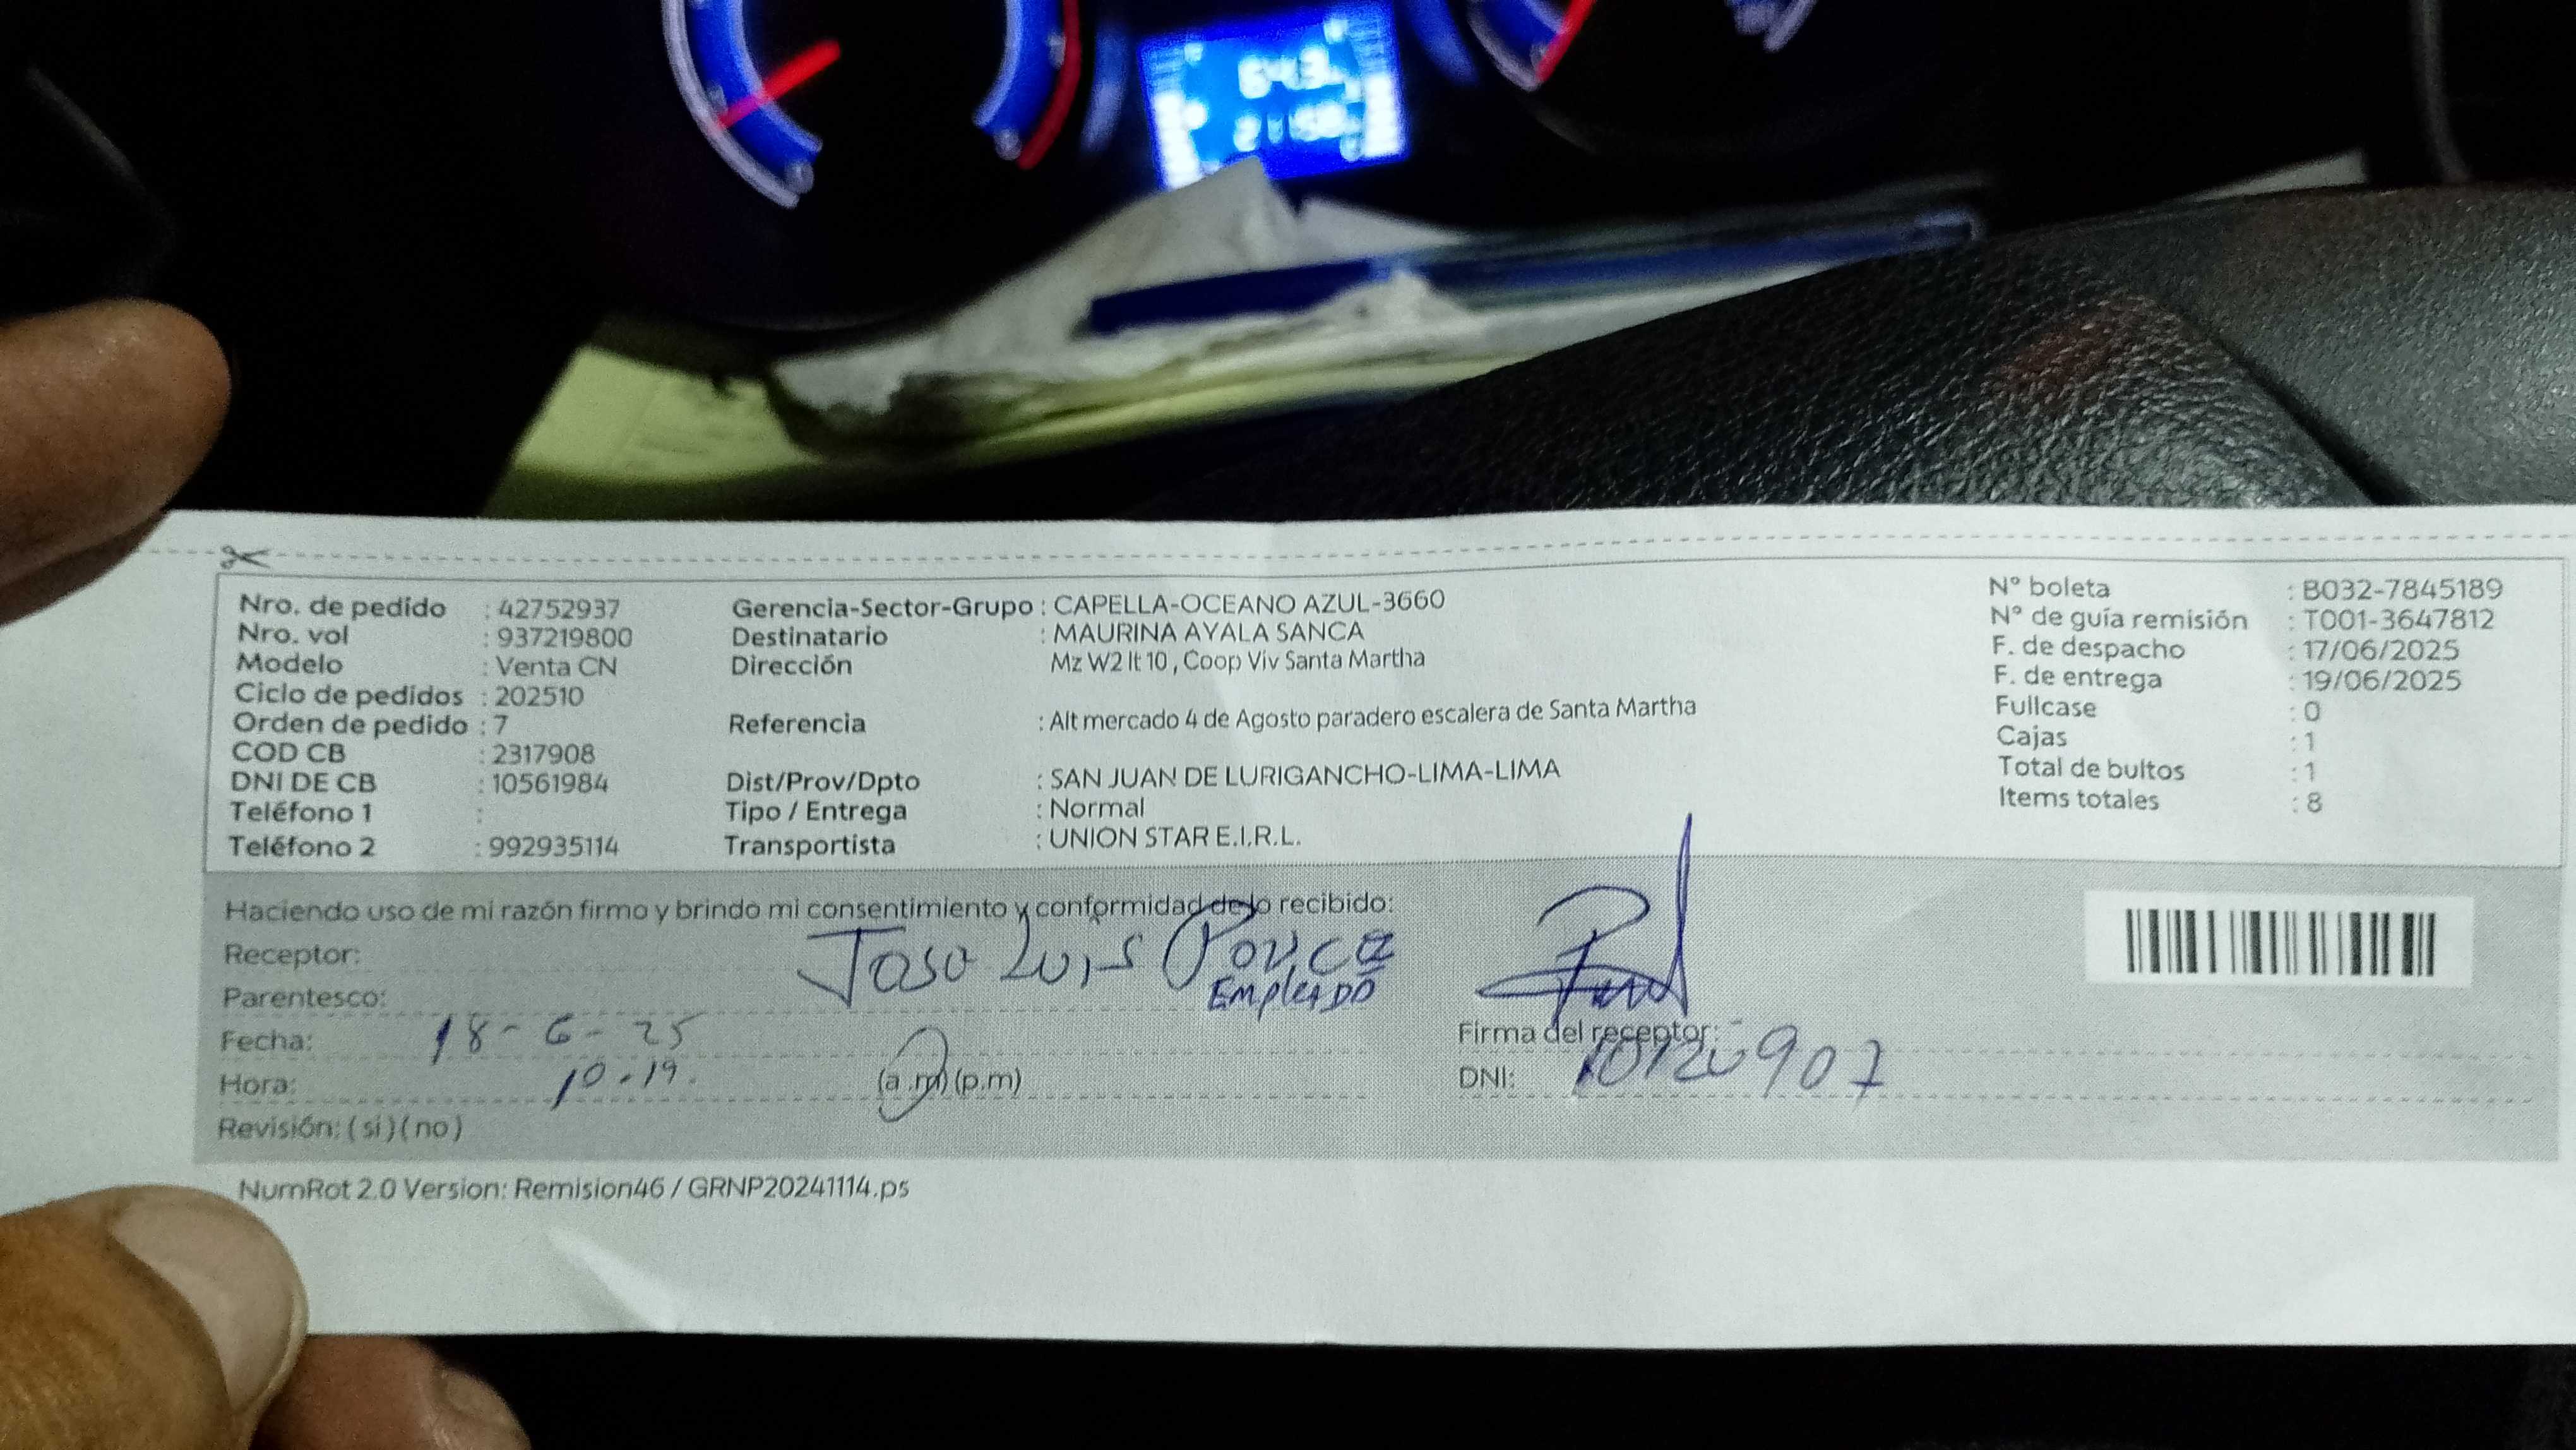 Nro. de pedido : 42752937 Gerencia-Sector-Grupo : CAPELLA-OCEANO AZUL-3660 N° boleta : B032-7845189
Nro. vol : 937219800 Destinatario : MAURINA AYALA SANCA N° de guía remisión : T001-3647812
Modelo : Venta CN Dirección Mz W2 lt 10 , Coop Viv Santa Martha F. de despacho : 17/06/2025
Ciclo de pedidos : 202510 F. de entrega : 19/06/2025
Orden de pedido : 7 Referencia : Alt mercado 4 de Agosto paradero escalera de Santa Martha Fullcase : 0
COD CB : 2317908 Cajas : 1
DNI DE CB : 10561984 Dist/Prov/Dpto : SAN JUAN DE LURIGANCHO-LIMA-LIMA Total de bultos : 1
Teléfono 1 : Tipo / Entrega : Normal Items totales : 8
Teléfono 2 : 992935114 Transportista : UNION STAR E.I.R.L.
Haciendo uso de mi razón firmo y brindo mi consentimiento y conformidad de lo recibido:
Receptor: Jose Luis Ponce
Parentesco: Empleado
Fecha: 18-6-25 Firma del receptor:
Hora: 10.19. (a.m) (p.m) DNI: 10120907
Revisión: ( si ) ( no )
NumRot 2.0 Version: Remision46 / GRNP20241114.ps